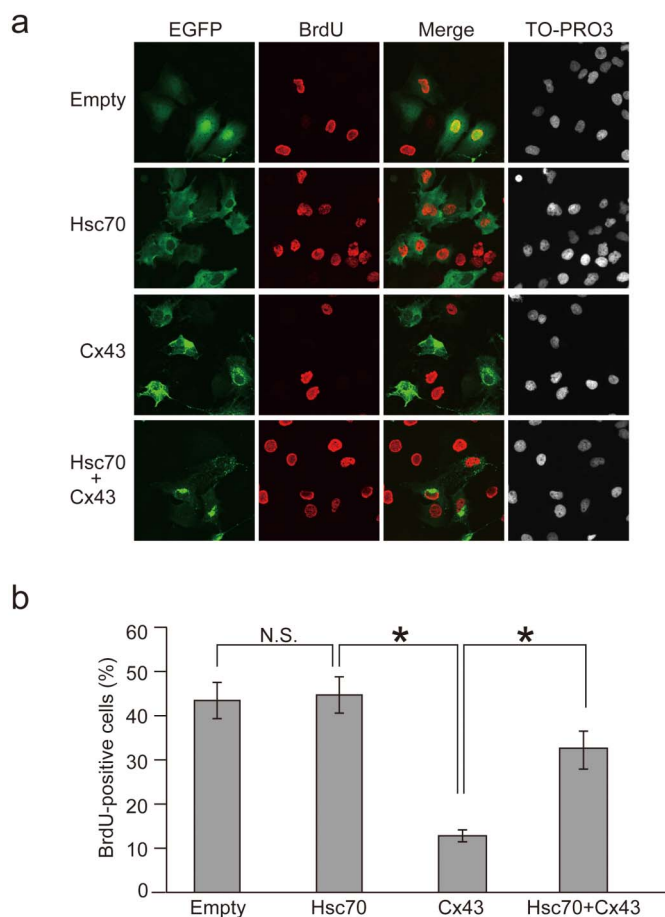 a
EGFP BrdU Merge TO-PRO3
Empty
Hsc70
Cx43
Hsc70
+
Cx43
b
BrdU-positive cells (%)
60
50
40
30
20
10
0
N.S. * *
Empty Hsc70 Cx43 Hsc70+Cx43